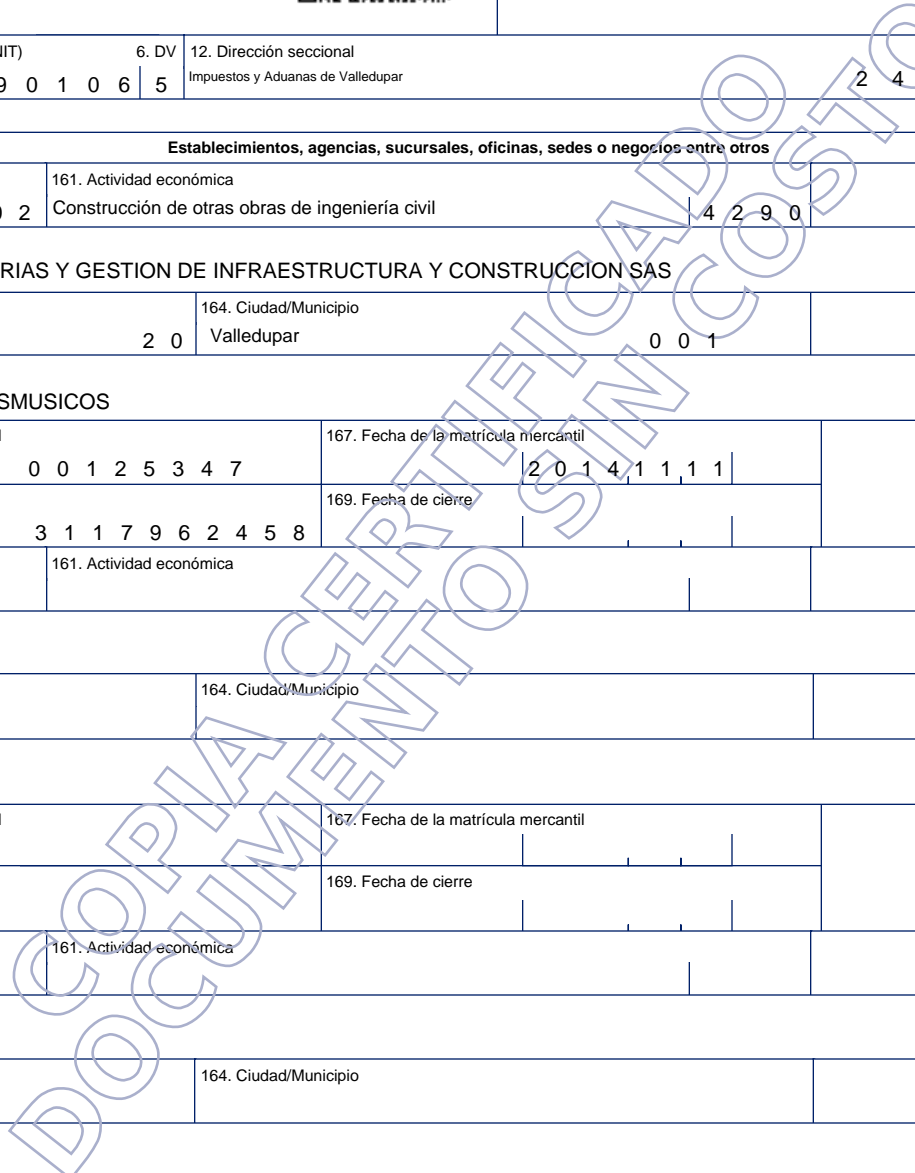 NIT) 6. DV 12. Dirección seccional
9 0 1 0 6 5 Impuestos y Aduanas de Valledupar 2 4
Establecimientos, agencias, sucursales, oficinas, sedes o negocios entre otros
161. Actividad económica
0 2 Construcción de otras obras de ingeniería civil 4 2 9 0
RIAS Y GESTION DE INFRAESTRUCTURA Y CONSTRUCCION SAS
164. Ciudad/Municipio
2 0 Valledupar 0 0 1
SMUSICOS
167. Fecha de la matrícula mercantil
0 0 1 2 5 3 4 7 2 0 1 4 1 1 1 1
169. Fecha de cierre
3 1 1 7 9 6 2 4 5 8
161. Actividad económica
164. Ciudad/Municipio
167. Fecha de la matrícula mercantil
169. Fecha de cierre
161. Actividad económica
164. Ciudad/Municipio
COPIA CERTIFICADO
DOCUMENTO SIN COSTO